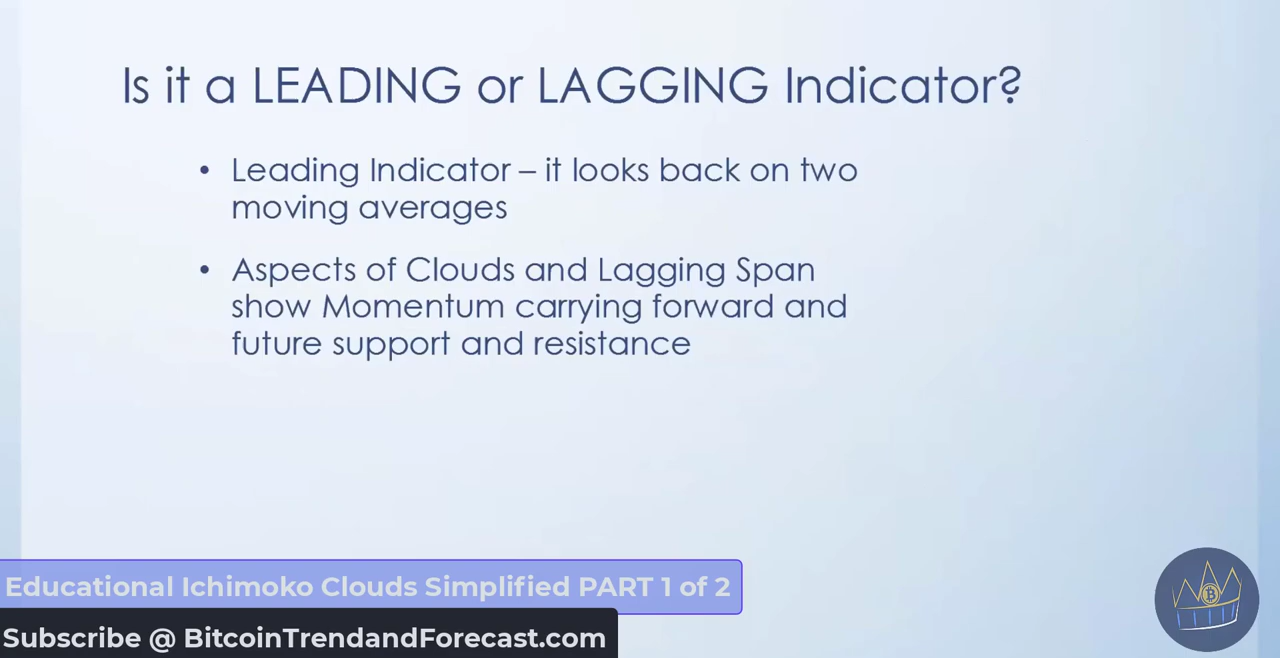 Is it a LEADING or LAGGING Indicator?
• Leading Indicator – it looks back on two
moving averages
• Aspects of Clouds and Lagging Span
show Momentum carrying forward and
future support and resistance
Educational Ichimoko Clouds Simplified PART 1 of 2
Subscribe @ BitcoinTrendandForecast.com